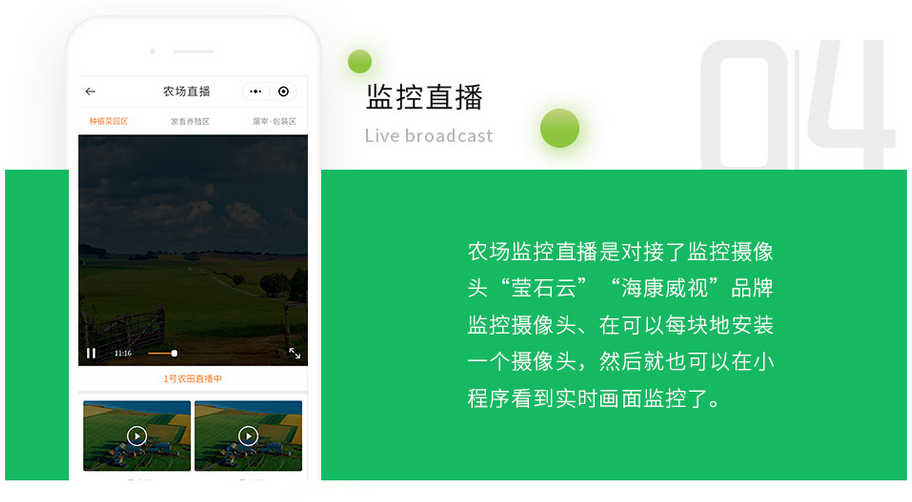 04
监控直播
Live broadcast
农场直播
种植菜园区 家畜养殖区 屠宰·包装区
11:16
1号农田直播中
农场监控直播是对接了监控摄像
头“莹石云” “海康威视”品牌
监控摄像头、在可以每块地安装
一个摄像头，然后就也可以在小
程序看到实时画面监控了。